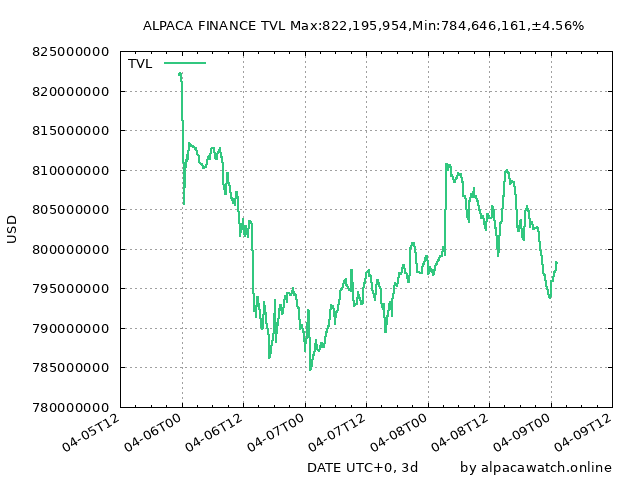 ALPACA FINANCE TVL Max:822,195,954,Min:784,646,161,±4.56%
825000000
TVL
820000000
815000000
810000000
805000000
800000000
795000000
790000000
785000000
780000000
USD
04-05T12
04-06T00
04-06T12
04-07T00
04-07T12
04-08T00
04-08T12
04-09T00
04-09T12
DATE UTC+0, 3d
by alpacawatch.online